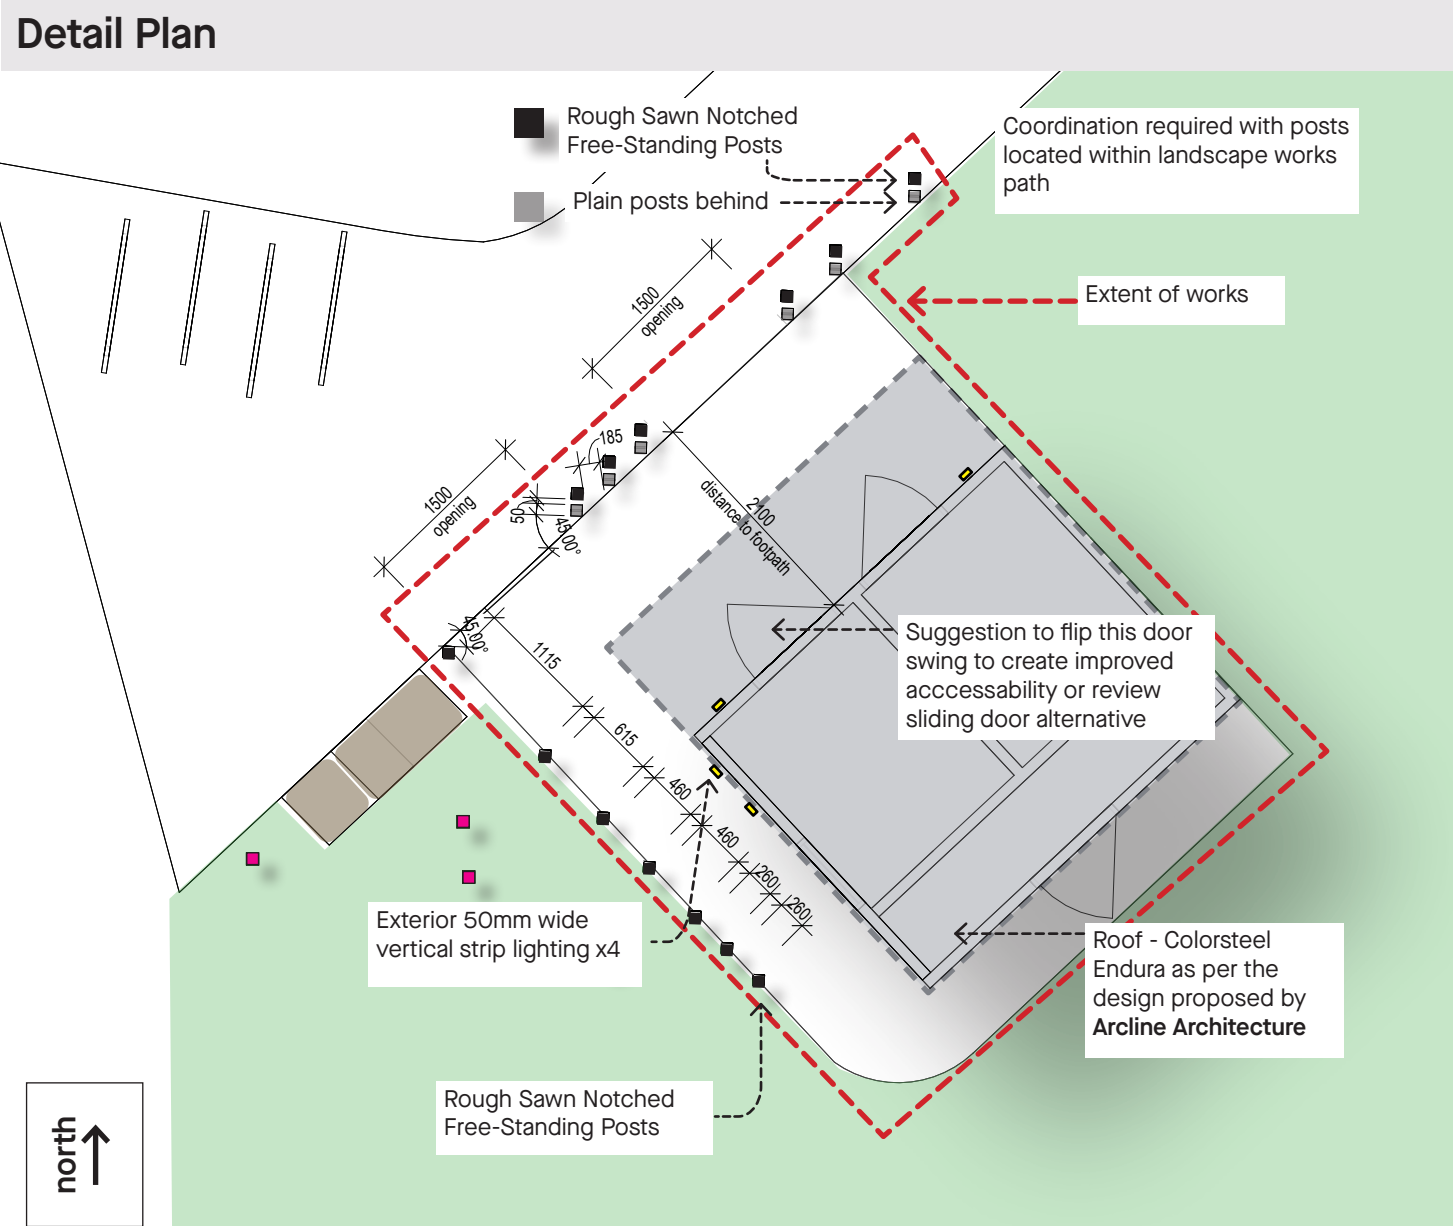 Detail Plan
Rough Sawn Notched
Free-Standing Posts
Plain posts behind
Coordination required with posts
located within landscape works
path
Extent of works
1500
opening
1500
opening
185
50
45.00°
2100
distance to footpath
45.00°
1115
615
460
460
260
260
Suggestion to flip this door
swing to create improved
acccessability or review
sliding door alternative
Exterior 50mm wide
vertical strip lighting x4
Roof - Colorsteel
Endura as per the
design proposed by
Arcline Architecture
Rough Sawn Notched
Free-Standing Posts
north